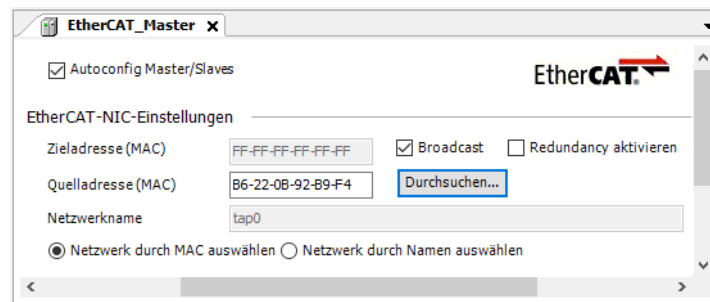 EtherCAT_Master
Autoconfig Master/Slaves
EtherCAT.
EtherCAT-NIC-Einstellungen
Zieladresse (MAC) FF-FF-FF-FF-FF-FF Broadcast Redundancy aktivieren
Quelladresse (MAC) B6-22-0B-92-B9-F4 Durchsuchen...
Netzwerkname tap0
Netzwerk durch MAC auswählen Netzwerk durch Namen auswählen